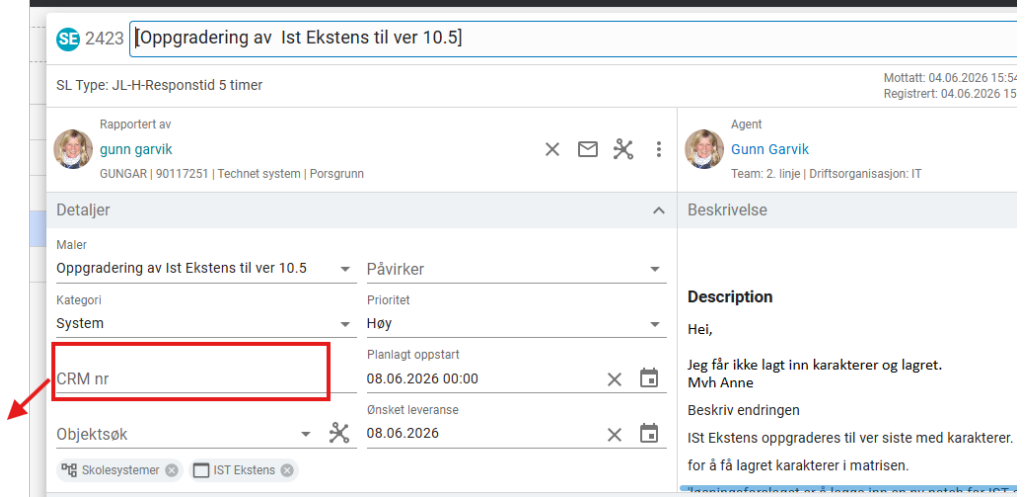 SE 2423 [Oppgradering av  Ist Ekstens til ver 10.5]
SL Type: JL-H-Responstid 5 timer
Mottatt: 04.06.2026 15:54
Registrert: 04.06.2026 15
Rapportert av
gunn garvik
GUNGAR | 90117251 | Technet system | Porsgrunn
Agent
Gunn Garvik
Team: 2. linje | Driftsorganisasjon: IT
Detaljer
Maler
Oppgradering av Ist Ekstens til ver 10.5
Påvirker
Kategori
System
Prioritet
Høy
CRM nr
Planlagt oppstart
08.06.2026 00:00
Objektsøk
Ønsket leveranse
08.06.2026
Skolesystemer
IST Ekstens
Beskrivelse
Description
Hei,
Jeg får ikke lagt inn karakterer og lagret.
Mvh Anne
Beskriv endringen
ISt Ekstens oppgraderes til ver siste med karakterer.
for å få lagret karakterer i matrisen.